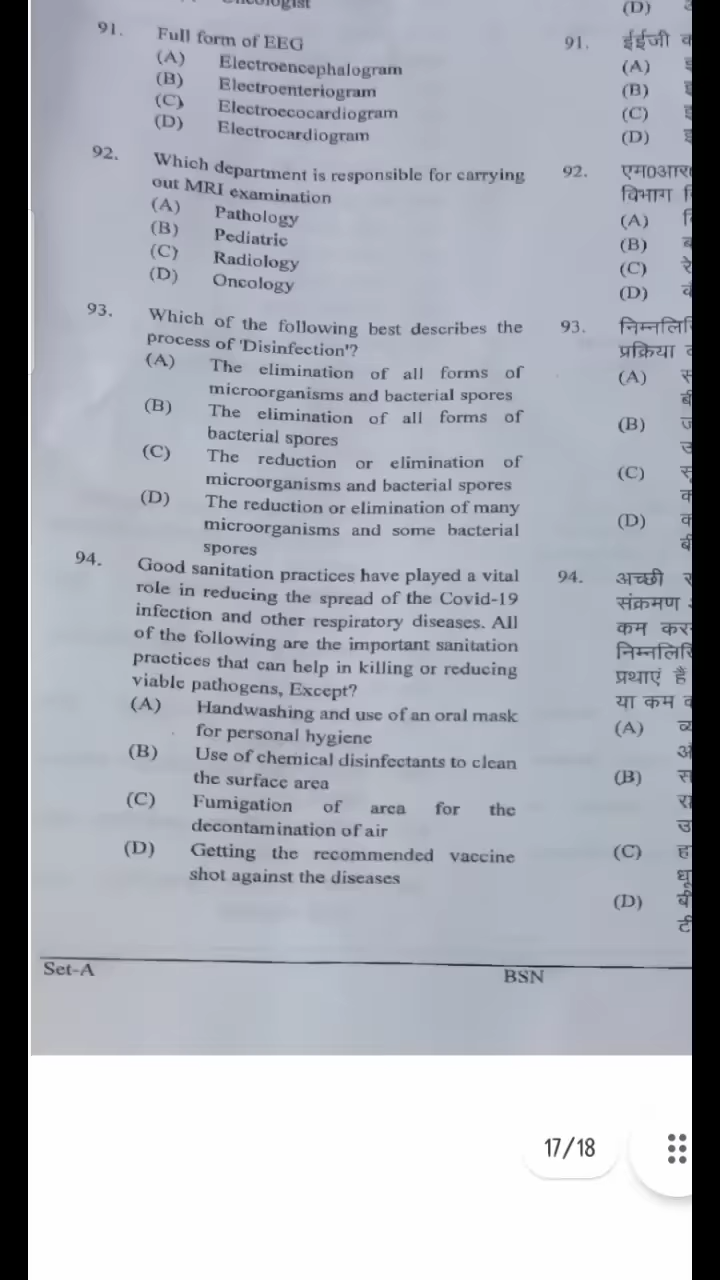 (D)
91. Full form of EEG
(A) Electroencephalogram
(B) Electroenteriogram
(C) Electroecocardiogram
(D) Electrocardiogram
92. Which department is responsible for carrying
out MRI examination
(A) Pathology
(B) Pediatric
(C) Radiology
(D) Oncology
93. Which of the following best describes the
process of 'Disinfection'?
(A) The elimination of all forms of
microorganisms and bacterial spores
(B) The elimination of all forms of
bacterial spores
(C) The reduction or elimination of
microorganisms and bacterial spores
(D) The reduction or elimination of many
microorganisms and some bacterial
spores
94. Good sanitation practices have played a vital
role in reducing the spread of the Covid-19
infection and other respiratory diseases. All
of the following are the important sanitation
practices that can help in killing or reducing
viable pathogens, Except?
(A) Handwashing and use of an oral mask
for personal hygiene
(B) Use of chemical disinfectants to clean
the surface area
(C) Fumigation of area for the
decontamination of air
(D) Getting the recommended vaccine
shot against the diseases
91. ईईजी
(A)
(B)
(C)
(D)
92. एम0आर
विभाग
(A)
(B)
(C)
(D)
93.
प्रक्रिया
(A)
(B)
(C)
(D)
94. अच्छी
संक्रमण
कम
प्रथाएं हैं
या कम
(A)
(B)
(C)
(D)
Set-A
BSN
17/18